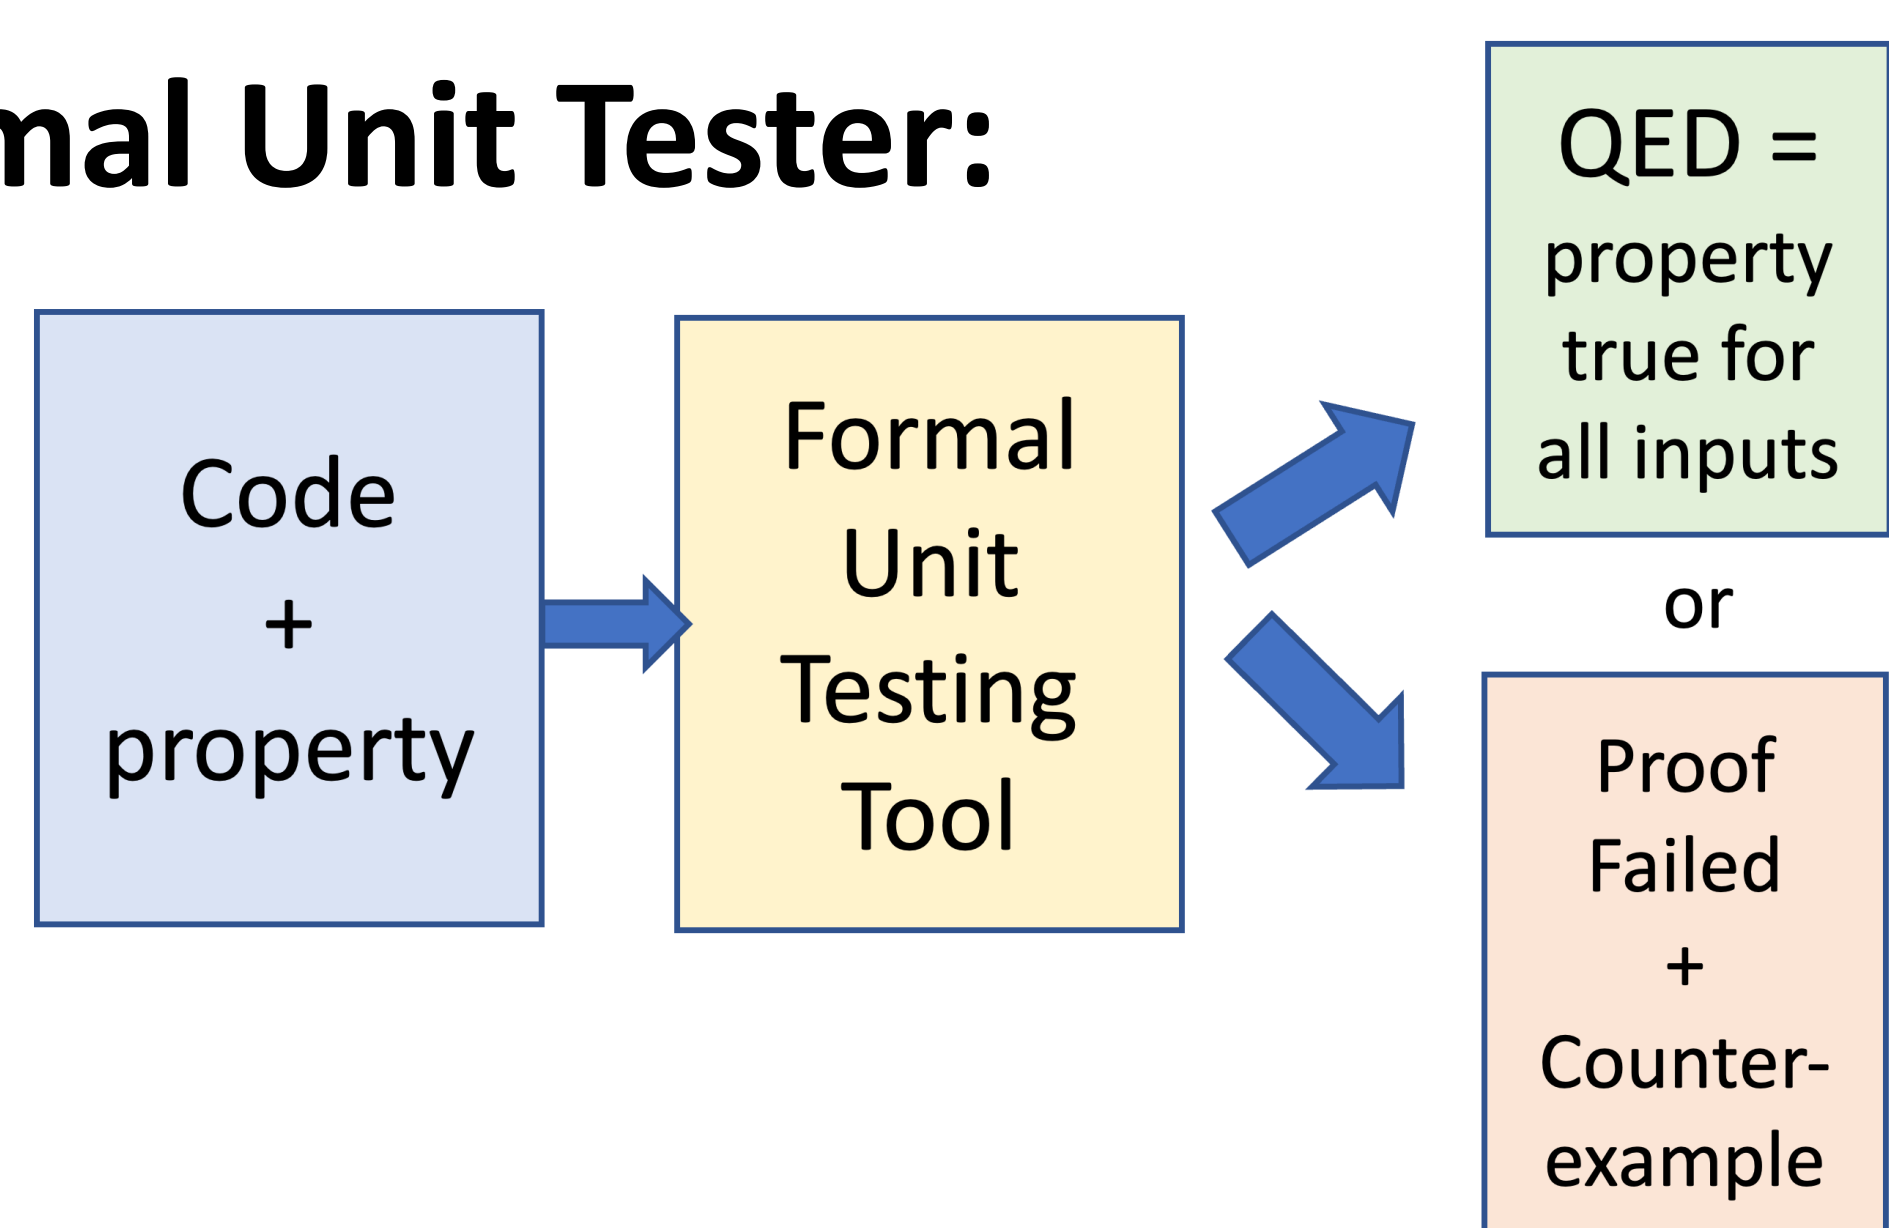 mal Unit Tester:
Code
+
property
Formal
Unit
Testing
Tool
QED =
property
true for
all inputs
or
Proof
Failed
+
Counter-
example